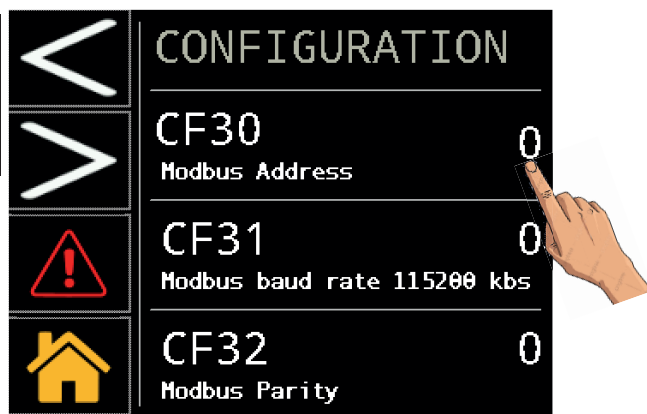 CONFIGURATION
CF30 0
Modbus Address
CF31 0
Modbus baud rate 115200 kbs
CF32 0
Modbus Parity